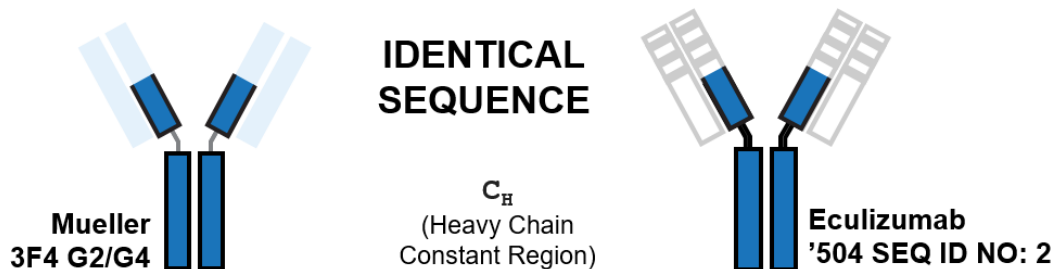 IDENTICAL
SEQUENCE
C_H
(Heavy Chain
Constant Region)
Mueller
3F4 G2/G4
Eculizumab
’504 SEQ ID NO: 2